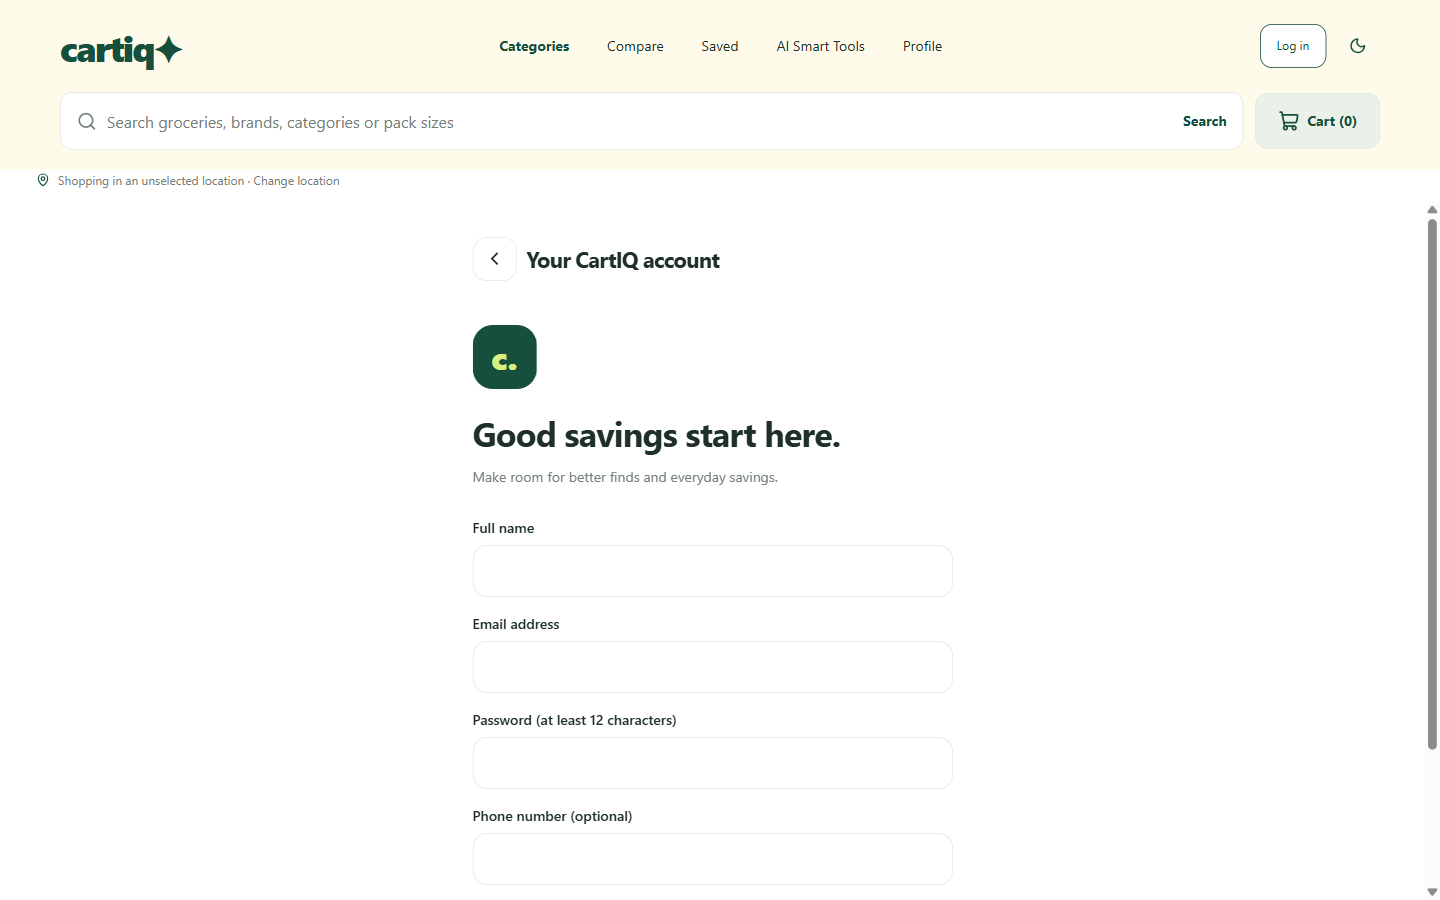 cartiq
Categories
Compare
Saved
AI Smart Tools
Profile
Log in
Search groceries, brands, categories or pack sizes
Search
Cart (0)
Shopping in an unselected location · Change location
Your CartIQ account
c.
Good savings start here.
Make room for better finds and everyday savings.
Full name
Email address
Password (at least 12 characters)
Phone number (optional)